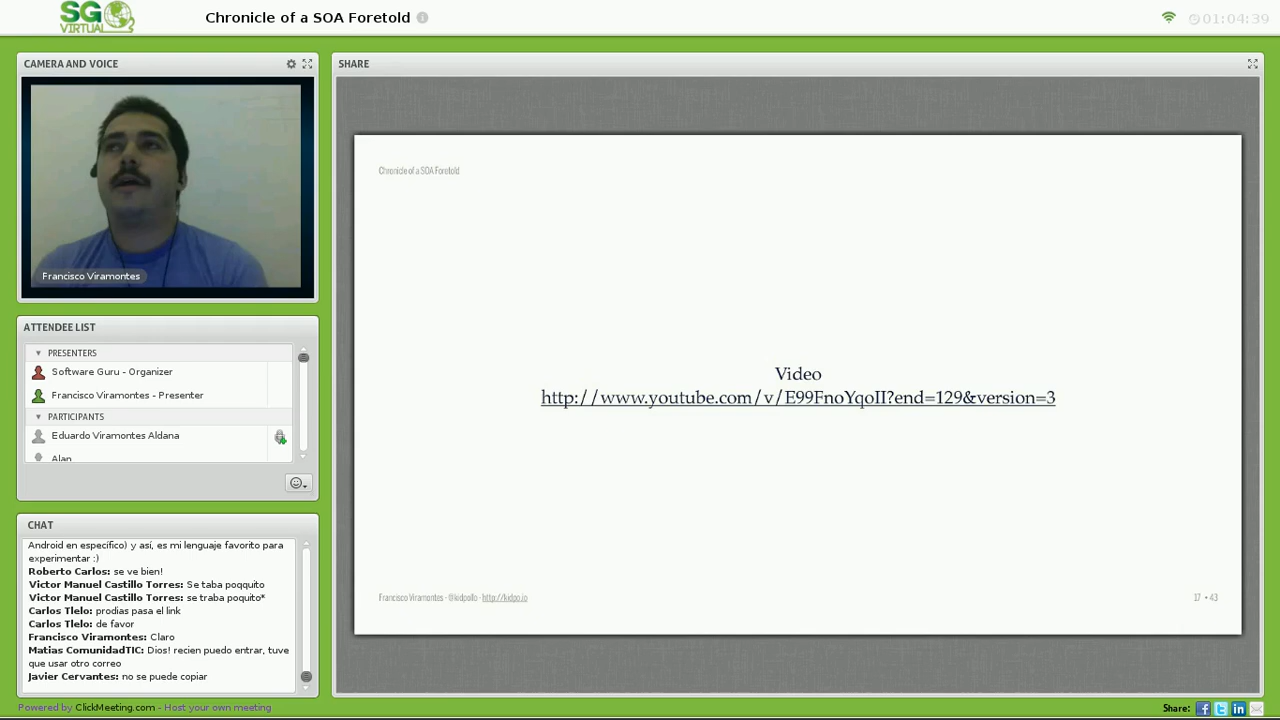 SG
VIRTUAL
Chronicle of a SOA Foretold
01:04:39
CAMERA AND VOICE
Francisco Viramontes
ATTENDEE LIST
PRESENTERS
Software Guru - Organizer
Francisco Viramontes - Presenter
PARTICIPANTS
Eduardo Viramontes Aldana
Alan
CHAT
Android en específico) y así, es mi lenguaje favorito para
experimentar :)
Roberto Carlos: se ve bien!
Victor Manuel Castillo Torres: Se taba poqquito
Victor Manuel Castillo Torres: se traba poquito*
Carlos Tlelo: prodias pasa el link
Carlos Tlelo: de favor
Francisco Viramontes: Claro
Matias ComunidadTIC: Dios! recien puedo entrar, tuve
que usar otro correo
Javier Cervantes: no se puede copiar
SHARE
Chronicle of a SOA Foretold
Video
http://www.youtube.com/v/E99FnoYqoII?end=129&version=3
Francisco Viramontes - @kidpollo - http://kidpo.io
17 • 43
Powered by ClickMeeting.com - Host your own meeting
Share: